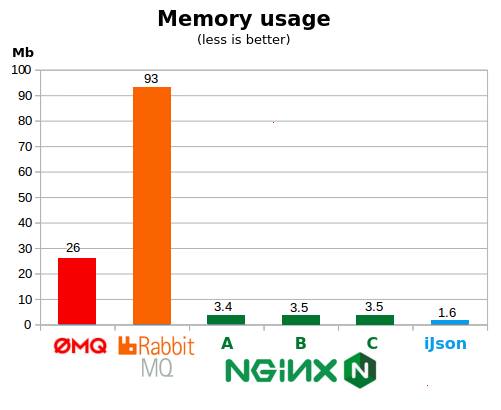 Memory usage
(less is better)
Mb
100
90
80
70
60
50
40
30
20
10
0
26
93
3.4
3.5
3.5
1.6
ØMQ
Rabbit
MQ
A
B
C
iJson
NGINX N